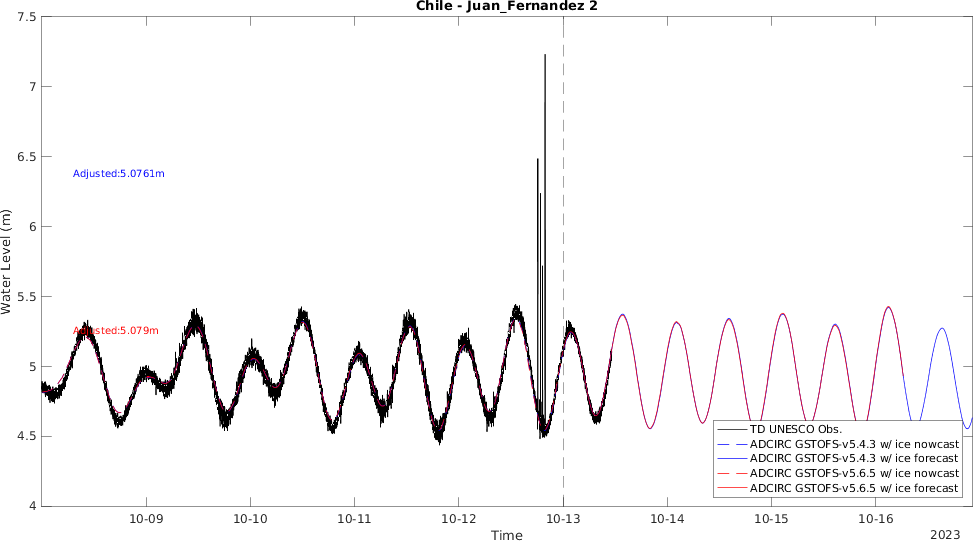 Chile - Juan_Fernandez 2
7.5
7
6.5
6
5.5
5
4.5
4
Water Level (m)
Adjusted:5.0761m
Adjusted:5.079m
TD UNESCO Obs.
ADCIRC GSTOFS-v5.4.3 w/ ice nowcast
ADCIRC GSTOFS-v5.4.3 w/ ice forecast
ADCIRC GSTOFS-v5.6.5 w/ ice nowcast
ADCIRC GSTOFS-v5.6.5 w/ ice forecast
10-09
10-10
10-11
10-12
10-13
10-14
10-15
10-16
Time
2023